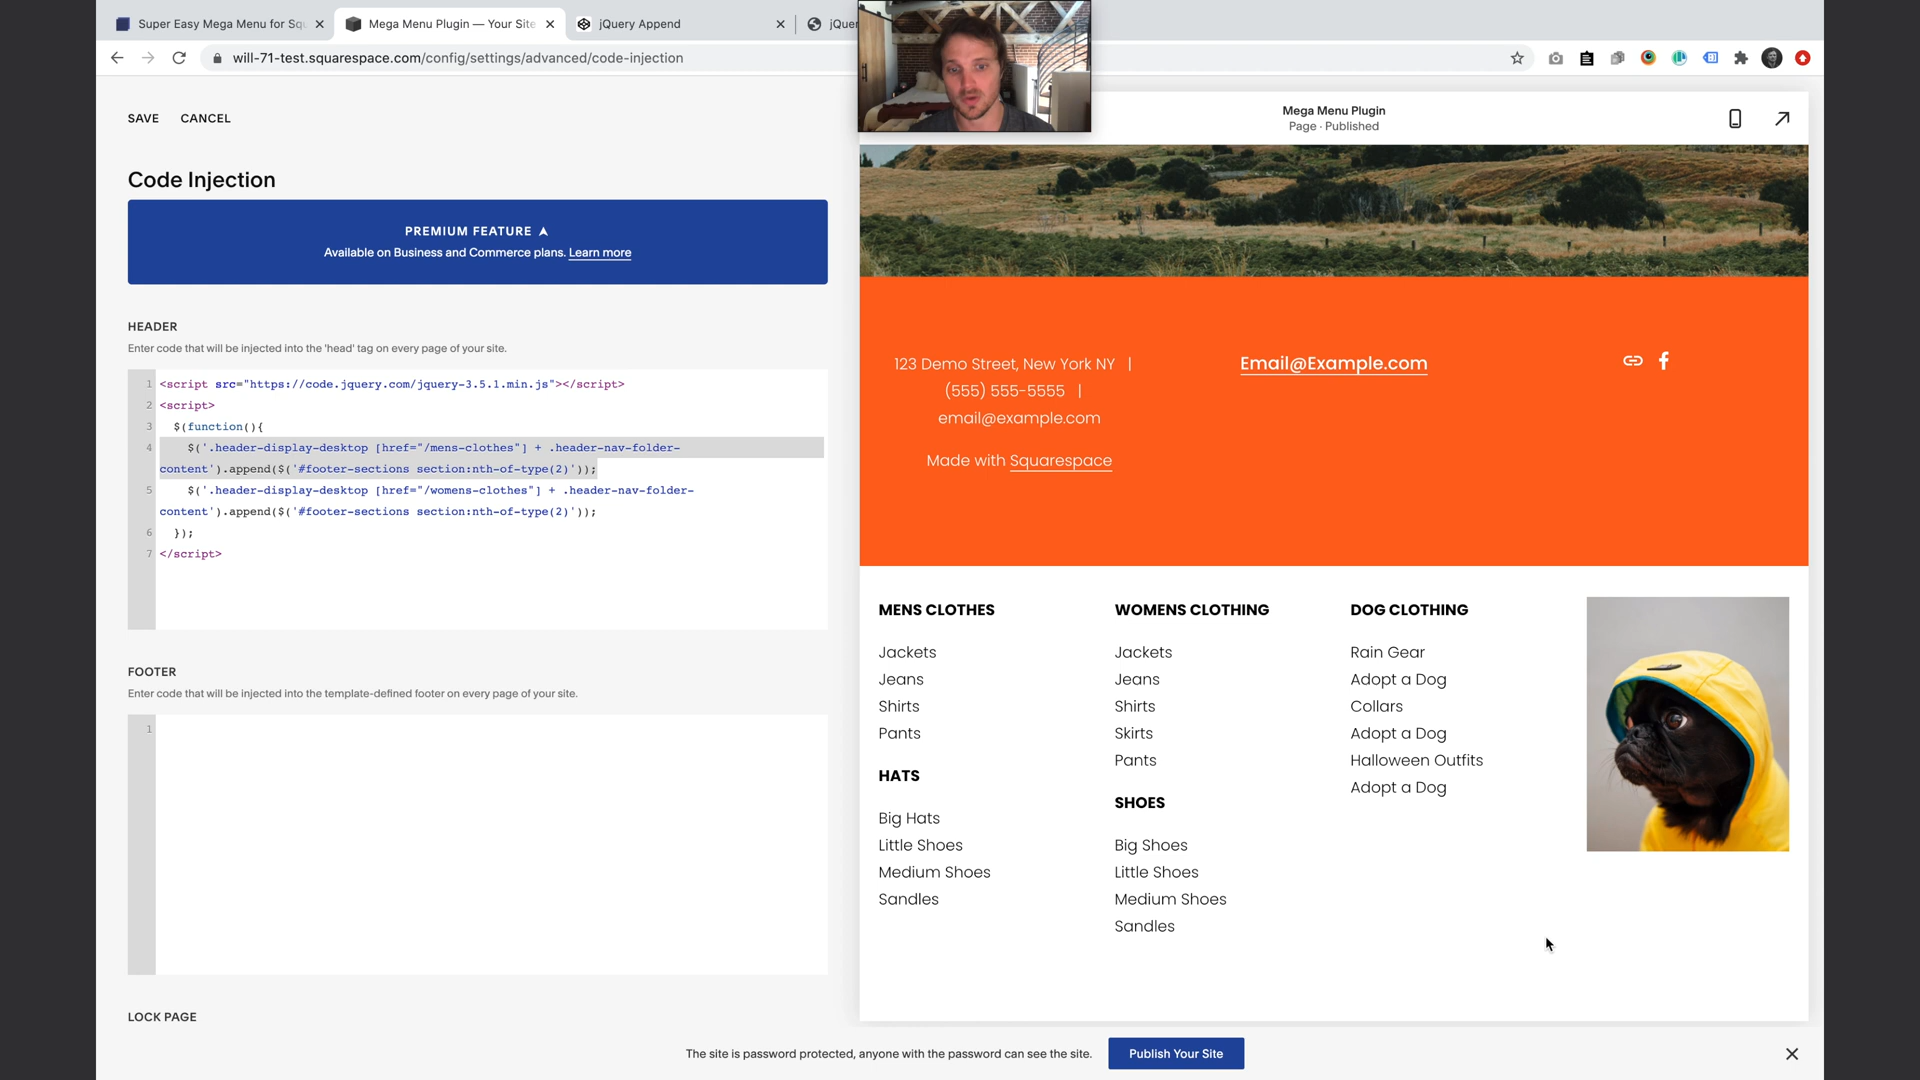 Super Easy Mega Menu for Squ
Mega Menu Plugin — Your Site
jQuery Append
jQuer
will-71-test.squarespace.com/config/settings/advanced/code-injection
SAVE CANCEL
Code Injection
PREMIUM FEATURE
Available on Business and Commerce plans. Learn more
HEADER
Enter code that will be injected into the 'head' tag on every page of your site.
1 <script src="https://code.jquery.com/jquery-3.5.1.min.js"></script>
2 <script>
3 $(function(){
4 $('.header-display-desktop [href="/mens-clothes"] + .header-nav-folder-
content').append($('#footer-sections section:nth-of-type(2)'));
5 $('.header-display-desktop [href="/womens-clothes"] + .header-nav-folder-
content').append($('#footer-sections section:nth-of-type(2)'));
6 });
7 </script>
FOOTER
Enter code that will be injected into the template-defined footer on every page of your site.
1
LOCK PAGE
Mega Menu Plugin
Page · Published
123 Demo Street, New York NY |
(555) 555-5555 |
email@example.com
Made with Squarespace
Email@Example.com
MENS CLOTHES
Jackets
Jeans
Shirts
Pants
HATS
Big Hats
Little Shoes
Medium Shoes
Sandles
WOMENS CLOTHING
Jackets
Jeans
Shirts
Skirts
Pants
SHOES
Big Shoes
Little Shoes
Medium Shoes
Sandles
DOG CLOTHING
Rain Gear
Adopt a Dog
Collars
Adopt a Dog
Halloween Outfits
Adopt a Dog
The site is password protected, anyone with the password can see the site.
Publish Your Site